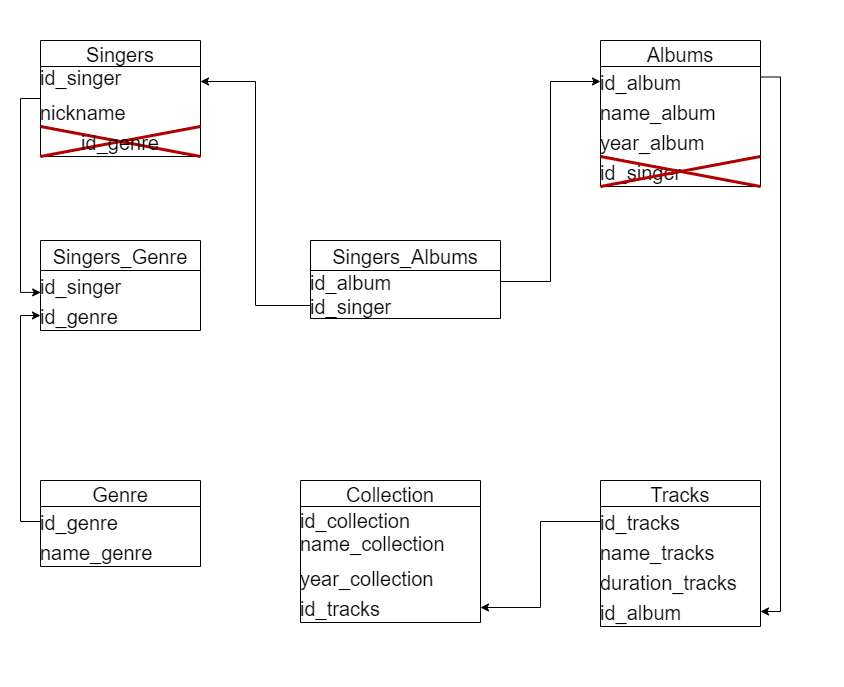 Singers
id_singer
nickname
id_genre
Albums
id_album
name_album
year_album
id_singer
Singers_Genre
id_singer
id_genre
Singers_Albums
id_album
id_singer
Genre
id_genre
name_genre
Collection
id_collection
name_collection
year_collection
id_tracks
Tracks
id_tracks
name_tracks
duration_tracks
id_album